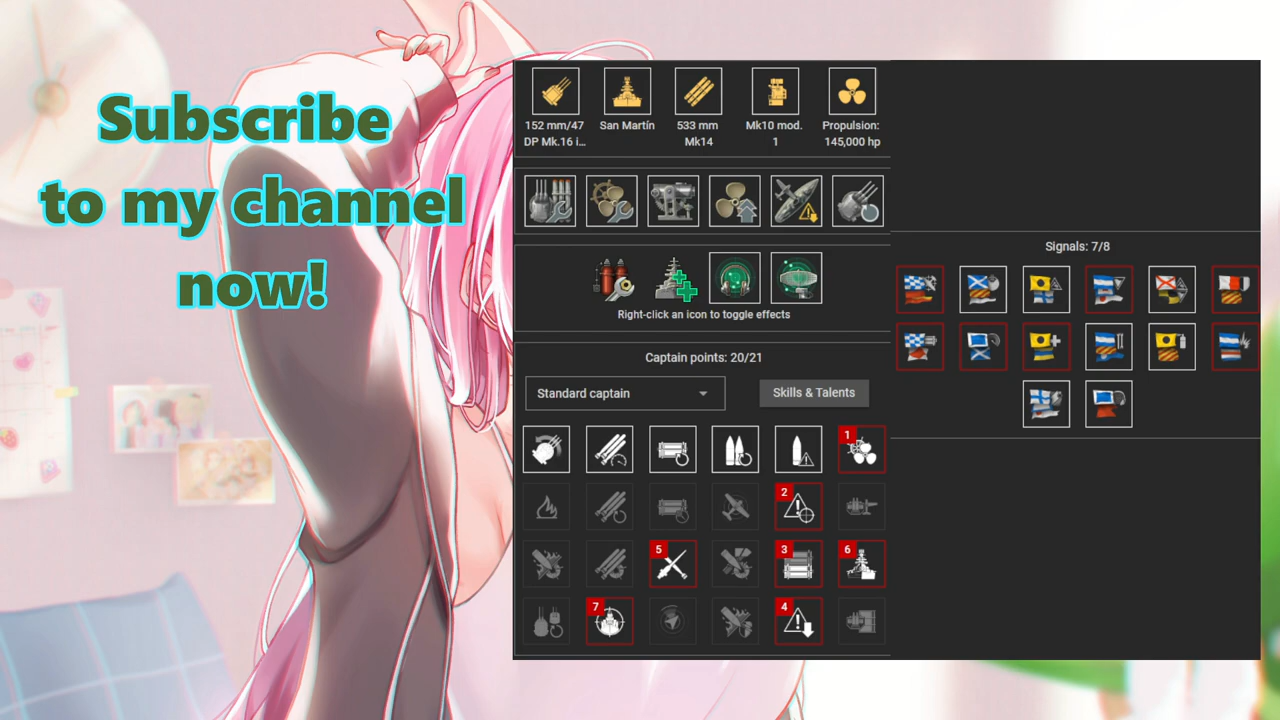 Subscribe
to my channel
now!
152 mm/47
DP Mk.16 i...
San Martín
533 mm
Mk14
Mk10 mod.
1
Propulsion:
145,000 hp
Right-click an icon to toggle effects
Captain points: 20/21
Standard captain
Skills & Talents
1
2
5
3
6
7
4
Signals: 7/8